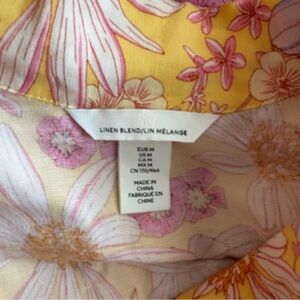 LINEN BLEND/LIN MÉLANGE
EUR M
US M
CA M
MX M
CN 170/96A
MADE IN
CHINA
FABRIQUÉ EN
CHINE